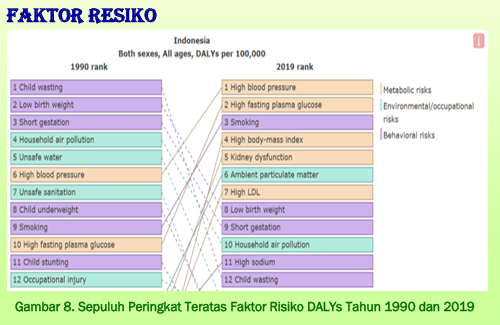 FAKTOR RESIKO
Indonesia
Both sexes, All ages, DALYs per 100,000
1990 rank
2019 rank
1 Child wasting
2 Low birth weight
3 Short gestation
4 Household air pollution
5 Unsafe water
6 High blood pressure
7 Unsafe sanitation
8 Child underweight
9 Smoking
10 High fasting plasma glucose
11 Child stunting
12 Occupational injury
1 High blood pressure
2 High fasting plasma glucose
3 Smoking
4 High body-mass index
5 Kidney dysfunction
6 Ambient particulate matter
7 High LDL
8 Low birth weight
9 Short gestation
10 Household air pollution
11 High sodium
12 Child wasting
Metabolic risks
Environmental/occupational
risks
Behavioral risks
i
Gambar 8. Sepuluh Peringkat Teratas Faktor Risiko DALYs Tahun 1990 dan 2019